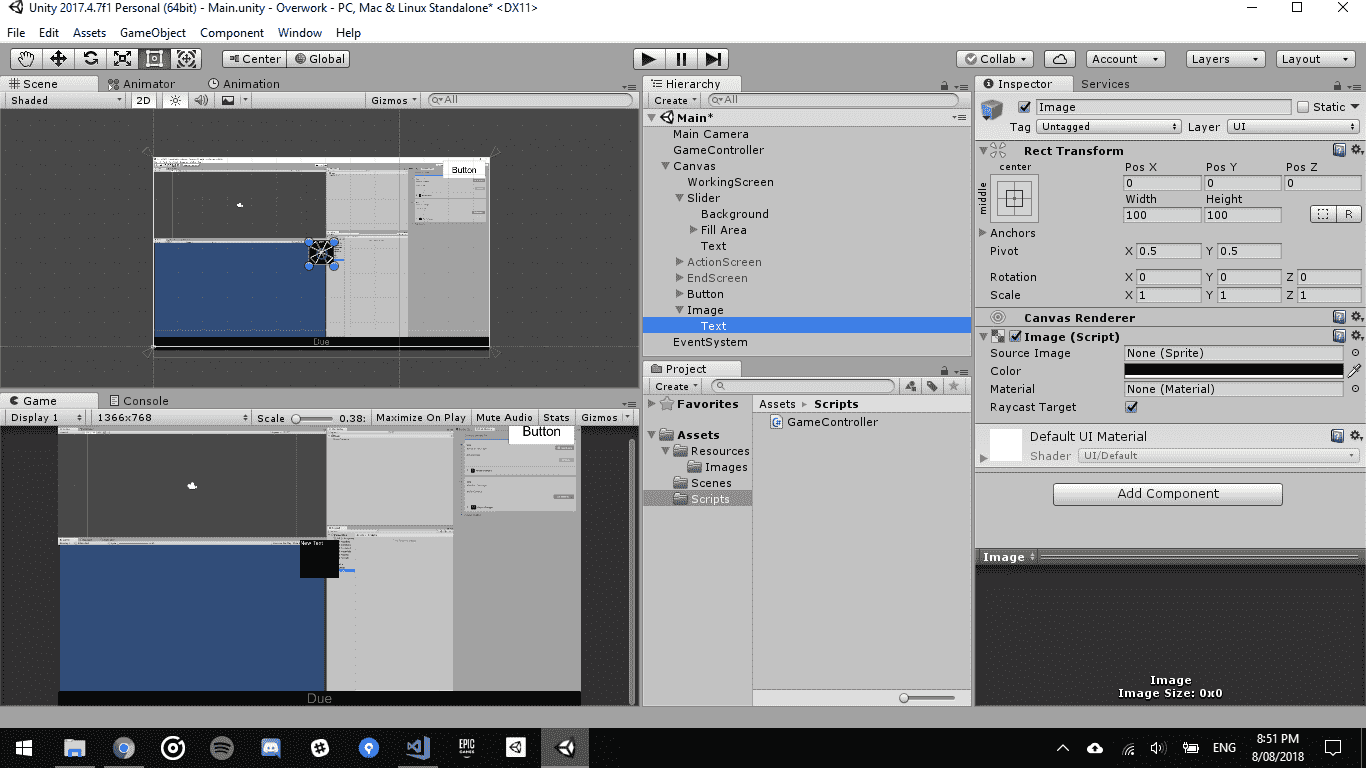 Unity 2017.4.7f1 Personal (64bit) - Main.unity - Overwork - PC, Mac & Linux Standalone* <DX11>
File Edit Assets GameObject Component Window Help
Center Global Collab Account Layers Layout
Scene Animator Animation
Shaded 2D Gizmos All
Button
Due
Game Console
Display 1 1366x768 Scale 0.38: Maximize On Play Mute Audio Stats Gizmos
Button
New Text
Due
Hierarchy
Create All
Main*
Main Camera
GameController
Canvas
WorkingScreen
Slider
Background
Fill Area
Text
ActionScreen
EndScreen
Button
Image
Text
EventSystem
Project
Create
Favorites
Assets
Resources
Images
Scenes
Scripts
Assets Scripts
GameController
Inspector Services
Image Static
Tag Untagged Layer UI
Rect Transform
center
middle
Pos X Pos Y Pos Z
0 0 0
Width Height
100 100 R
Anchors
Pivot X 0.5 Y 0.5
Rotation X 0 Y 0 Z 0
Scale X 1 Y 1 Z 1
Canvas Renderer
Image (Script)
Source Image None (Sprite)
Color
Material None (Material)
Raycast Target
Default UI Material
Shader UI/Default
Add Component
Image
Image
Image Size: 0x0
EPIC
GAMES
ENG
8:51 PM
8/08/2018